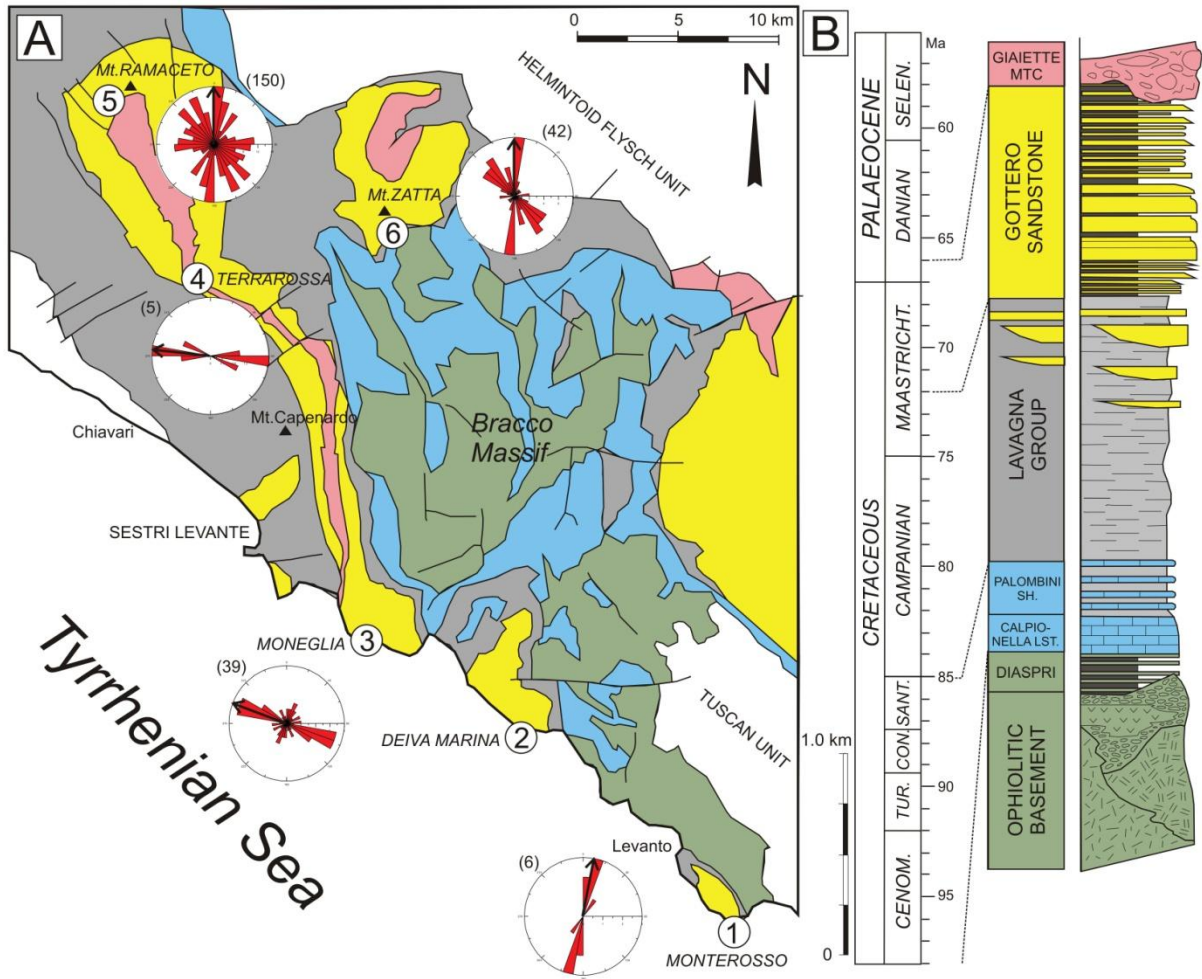 A
0 5 10 km
N
Mt.RAMACETO
5
(150)
(42)
HELMINTOID FLYSCH UNIT
Mt.ZATTA
6
4 TERRAROSSA
(5)
Mt.Capenardo
Chiavari
Bracco
Massif
SESTRI LEVANTE
MONEGLIA 3
(39)
DEIVA MARINA 2
TUSCAN UNIT
Tyrrhenian Sea
Levanto
(6)
1
MONTEROSSO
B
Ma
60
65
70
75
80
85
90
95
PALAEOCENE
SELEN.
DANIAN
CRETACEOUS
MAASTRICHT.
CAMPANIAN
SANT.
CON.
TUR.
CENOM.
1.0 km
0
GIAIETTE
MTC
GOTTERO
SANDSTONE
LAVAGNA
GROUP
PALOMBINI
SH.
CALPIO-
NELLA LST.
DIASPRI
OPHIOLITIC
BASEMENT